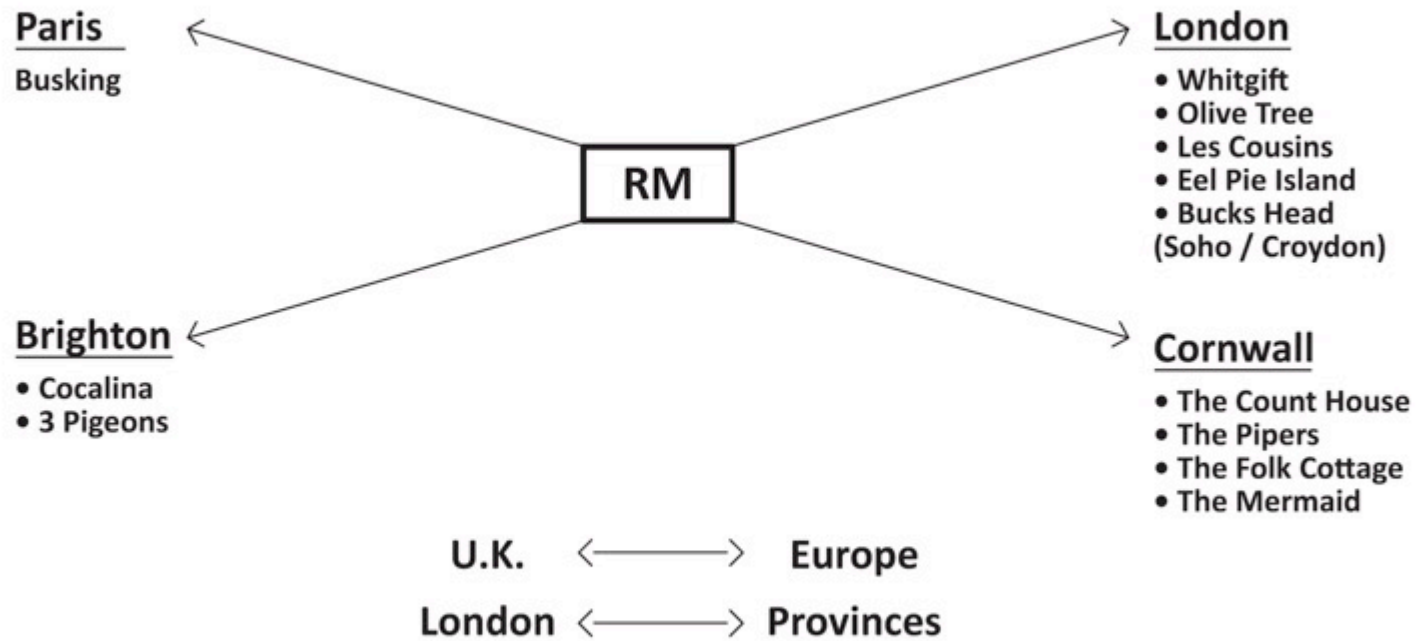 Paris
Busking
London
• Whitgift
• Olive Tree
• Les Cousins
• Eel Pie Island
• Bucks Head
(Soho / Croydon)
RM
Brighton
• Cocalina
• 3 Pigeons
Cornwall
• The Count House
• The Pipers
• The Folk Cottage
• The Mermaid
U.K. Europe
London Provinces